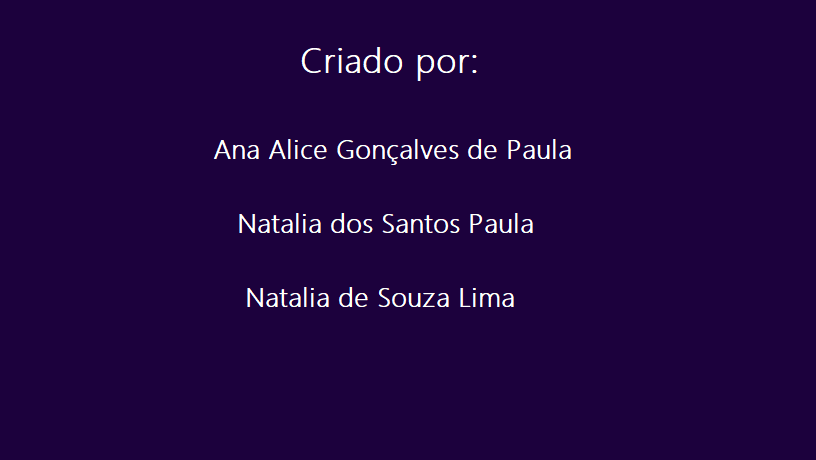 Criado por:
Ana Alice Gonçalves de Paula
Natalia dos Santos Paula
Natalia de Souza Lima